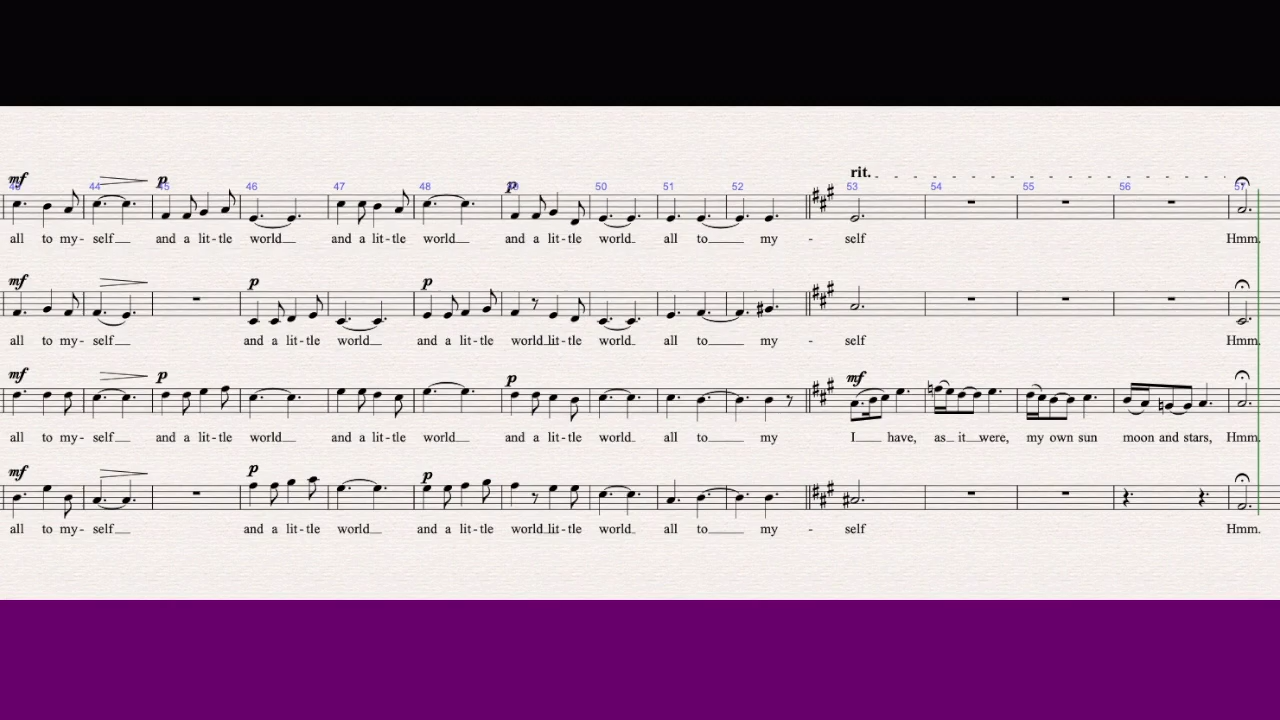 rit.
mf p p
43 44 45 46 47 48 49 50 51 52 53 54 55 56 57
all to my - self and a lit - tle world and a lit - tle world and a lit - tle world all to my - self Hmm.
mf p p
all to my - self and a lit - tle world and a lit - tle world lit - tle world all to my - self Hmm.
mf p p mf
all to my - self and a lit - tle world and a lit - tle world and a lit - tle world all to my I have, as it were, my own sun moon and stars, Hmm.
mf p p
all to my - self and a lit - tle world and a lit - tle world lit - tle world all to my - self Hmm.